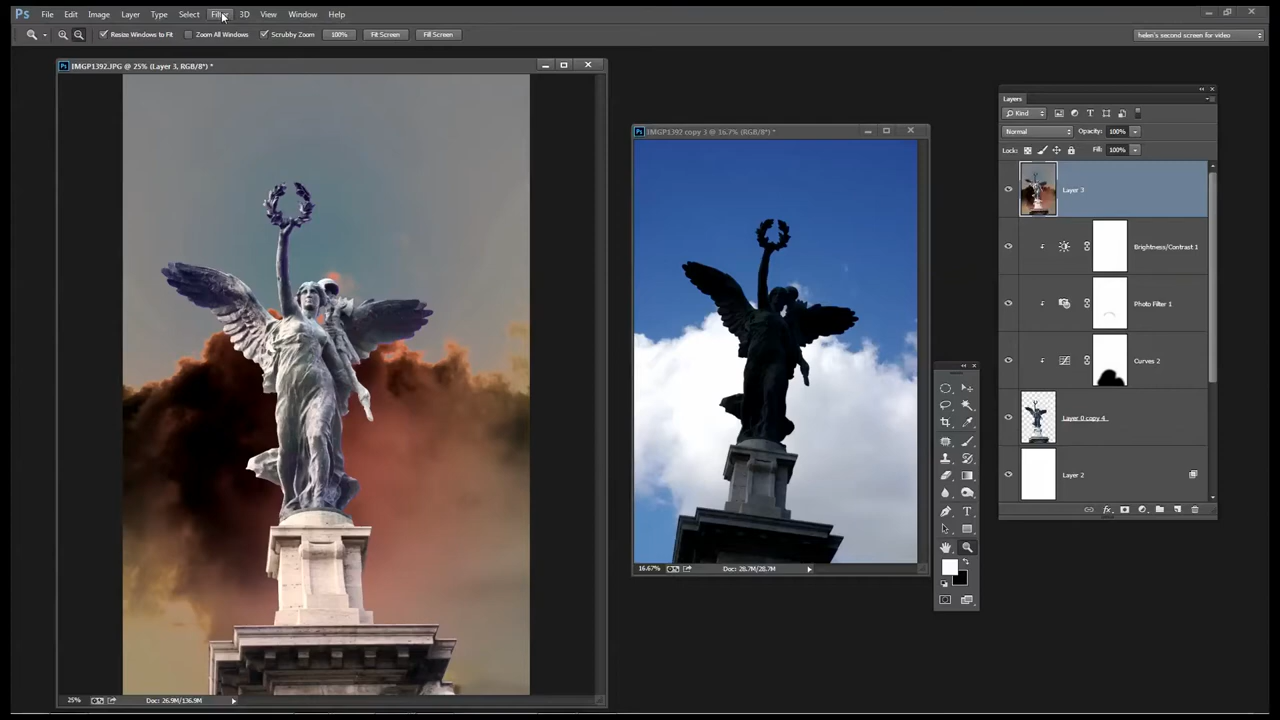 Ps File Edit Image Layer Type Select Filter 3D View Window Help
Resize Windows to Fit Zoom All Windows Scrubby Zoom 100% Fit Screen Fill Screen
helen's second screen for video
Ps IMGP1392.JPG @ 25% (Layer 3, RGB/8*) *
25% Doc: 26.9M/136.9M
Ps IMGP1392 copy 3 @ 16.7% (RGB/8*) *
16.67% Doc: 28.7M/28.7M
Layers
Kind
Normal Opacity: 100%
Lock: Fill: 100%
Layer 3
Brightness/Contrast 1
Photo Filter 1
Curves 2
Layer 0 copy 4
Layer 2